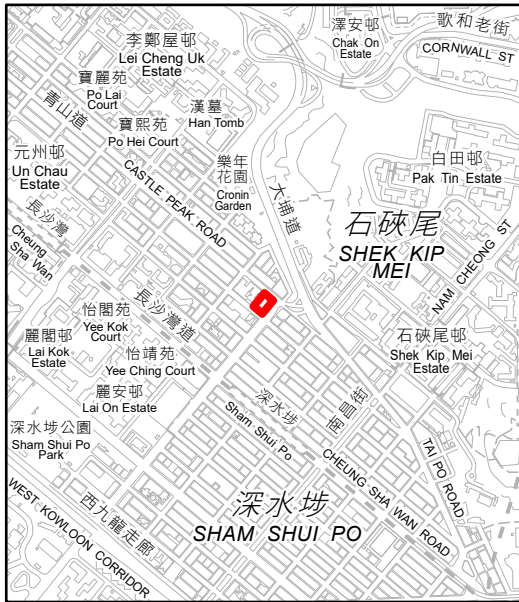 李鄭屋邨
Lei Cheng Uk
Estate
澤安邨
Chak On
Estate
歌和老街
CORNWALL ST
寶麗苑
Po Lai
Court
青山道
漢墓
Han Tomb
寶熙苑
Po Hei Court
元州邨
Un Chau
Estate
樂年
花園
Cronin
Garden
CASTLE PEAK ROAD
大埔道
白田邨
Pak Tin Estate
石硤尾
SHEK KIP
MEI
NAM CHEONG ST
長沙灣
Cheung
Sha Wan
長沙灣道
怡閣苑
Yee Kok
Court
麗閣邨
Lai Kok
Estate
怡靖苑
Yee Ching Court
麗安邨
Lai On Estate
石硤尾邨
Shek Kip Mei
Estate
深水埗
Sham Shui Po
南昌街
深水埗公園
Sham Shui Po
Park
CHEUNG SHA WAN ROAD
TAI PO ROAD
西九龍走廊
WEST KOWLOON CORRIDOR
深水埗
SHAM SHUI PO